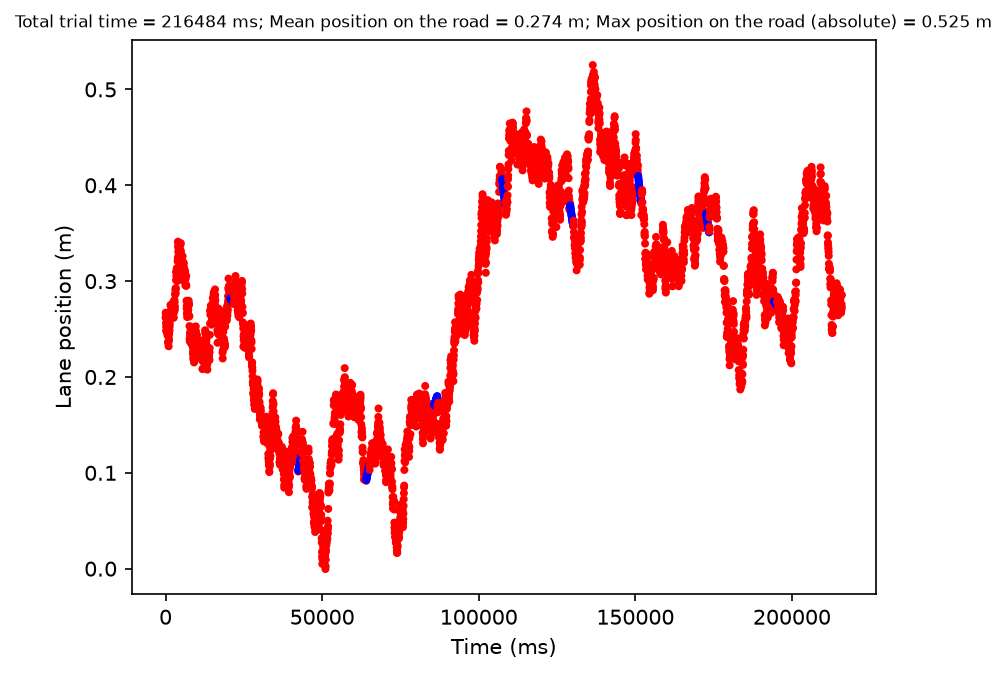 Total trial time = 216484 ms; Mean position on the road = 0.274 m; Max position on the road (absolute) = 0.525 m
0.5
0.4
0.3
0.2
0.1
0.0
Lane position (m)
0 50000 100000 150000 200000
Time (ms)